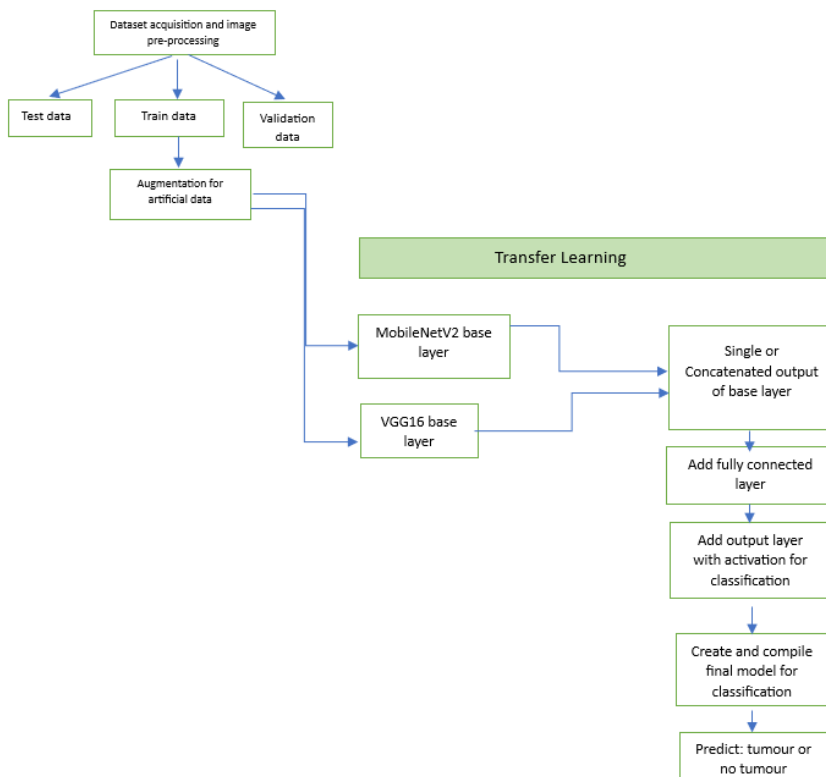 Dataset acquisition and image
pre-processing
Test data
Train data
Validation
data
Augmentation for
artificial data
Transfer Learning
MobileNetV2 base
layer
VGG16 base
layer
Single or
Concatenated output
of base layer
Add fully connected
layer
Add output layer
with activation for
classification
Create and compile
final model for
classification
Predict: tumour or
no tumour